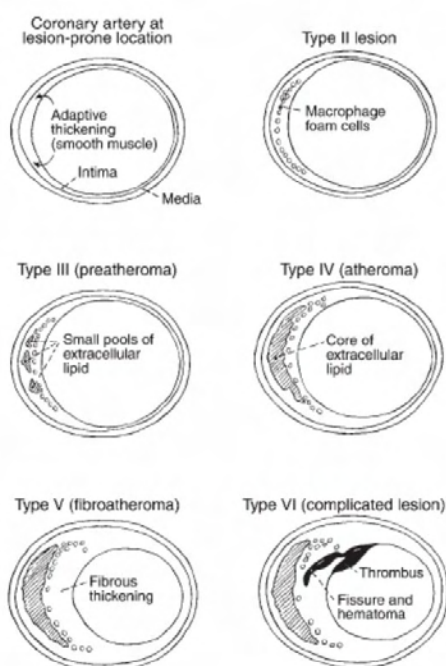 Coronary artery at
lesion-prone location
Adaptive
thickening
(smooth muscle)
Intima
Media
Type II lesion
Macrophage
foam cells
Type III (preatheroma)
Small pools of
extracellular
lipid
Type IV (atheroma)
Core of
extracellular
lipid
Type V (fibroatheroma)
Fibrous
thickening
Type VI (complicated lesion)
Thrombus
Fissure and
hematoma